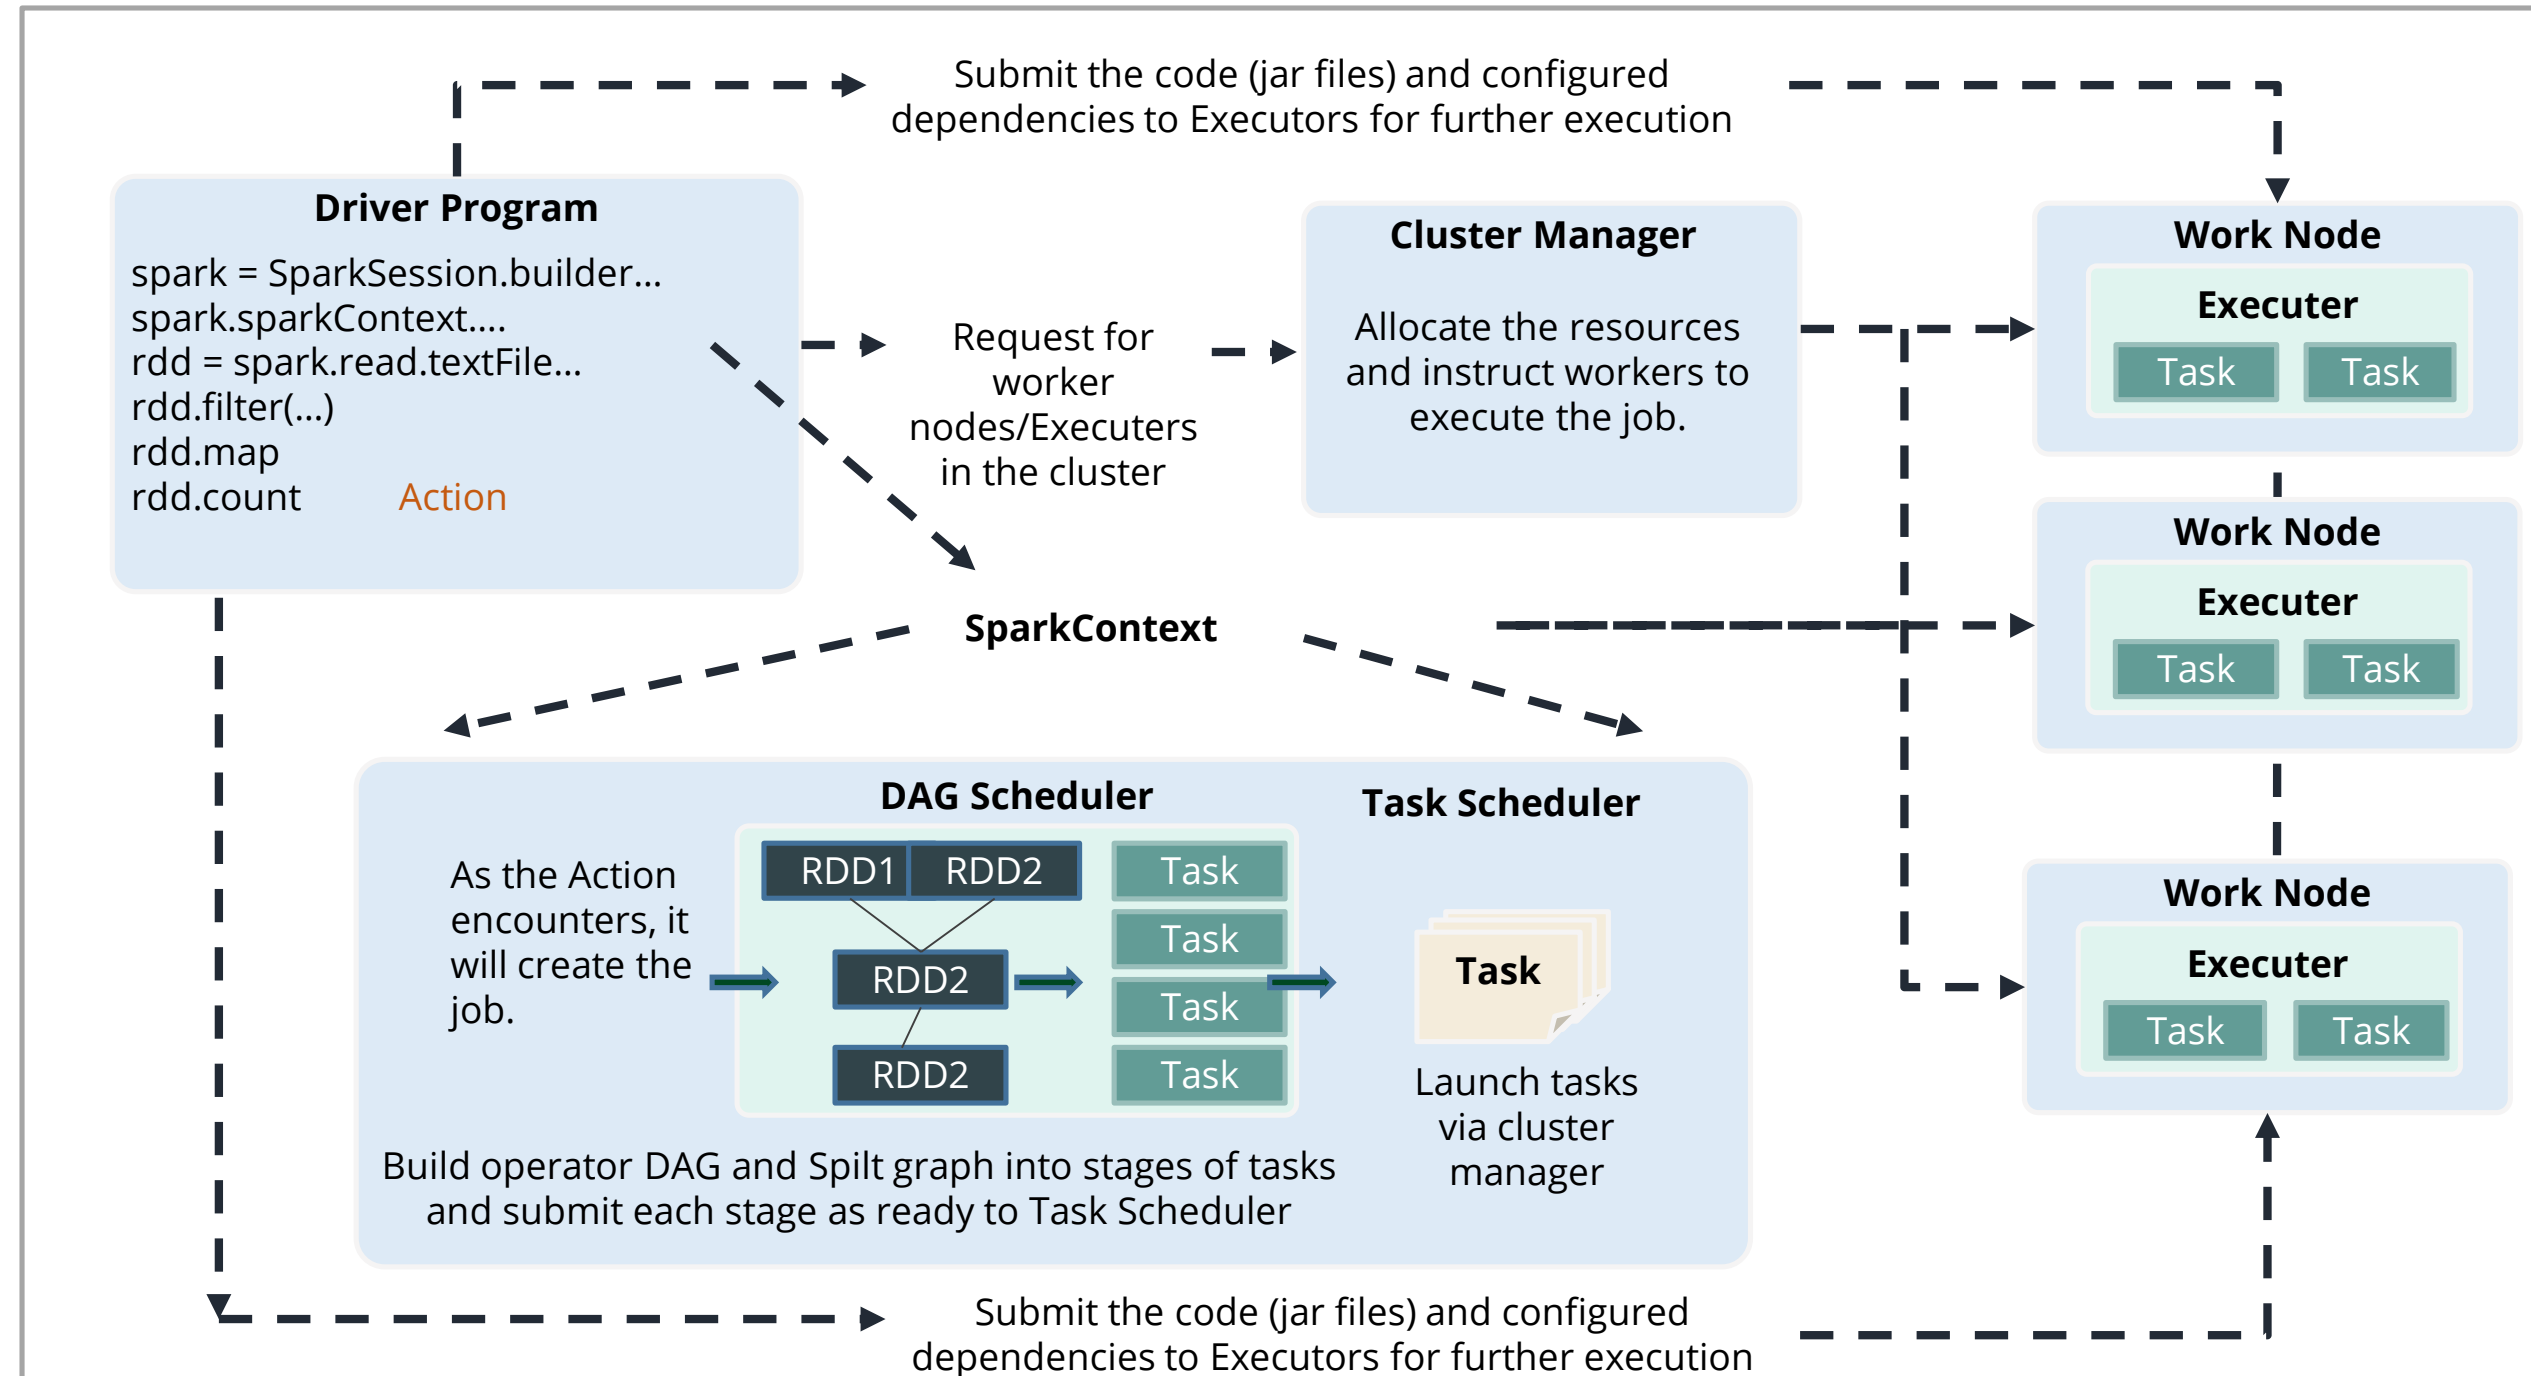 Submit the code (jar files) and configured
dependencies to Executors for further execution
Driver Program
spark = SparkSession.builder...
spark.sparkContext....
rdd = spark.read.textFile...
rdd.filter(...)
rdd.map
rdd.count
Action
Request for
worker
nodes/Executers
in the cluster
Cluster Manager
Allocate the resources
and instruct workers to
execute the job.
Work Node
Executer
Task
Task
Work Node
Executer
Task
Task
Work Node
Executer
Task
Task
SparkContext
DAG Scheduler
Task Scheduler
As the Action
encounters, it
will create the
job.
RDD1
RDD2
RDD2
RDD2
Task
Task
Task
Task
Task
Launch tasks
via cluster
manager
Build operator DAG and Spilt graph into stages of tasks
and submit each stage as ready to Task Scheduler
Submit the code (jar files) and configured
dependencies to Executors for further execution